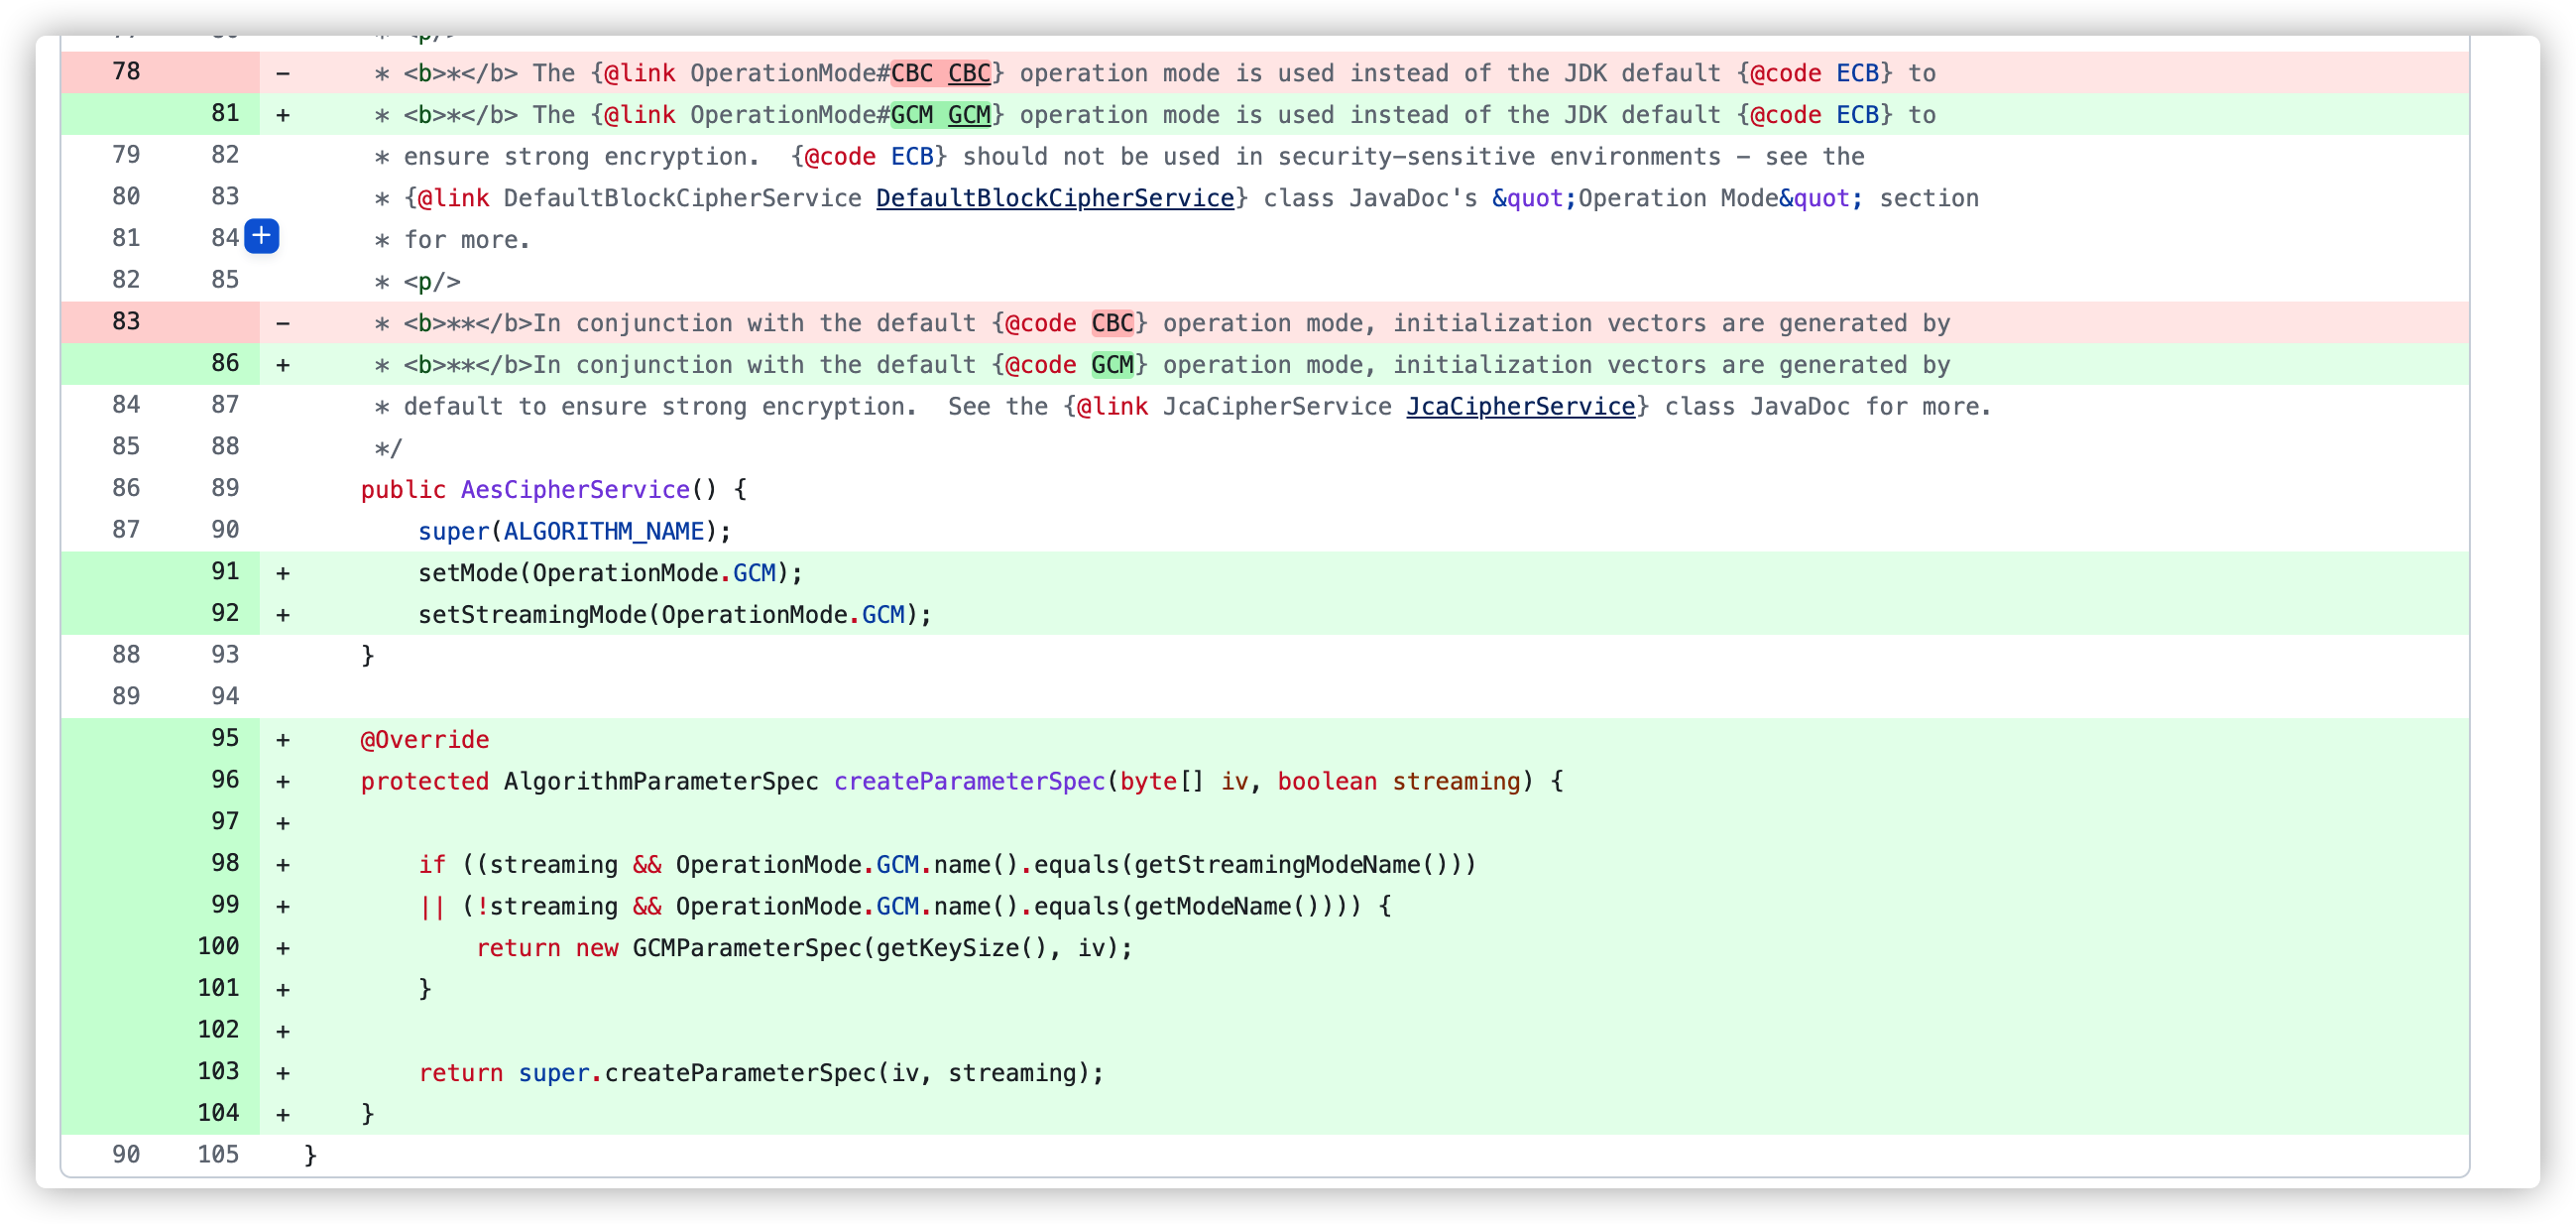 78 - * <b>*</b> The {@link OperationMode#CBC CBC} operation mode is used instead of the JDK default {@code ECB} to
81 + * <b>*</b> The {@link OperationMode#GCM GCM} operation mode is used instead of the JDK default {@code ECB} to
79 82 * ensure strong encryption.  {@code ECB} should not be used in security-sensitive environments - see the
80 83 * {@link DefaultBlockCipherService DefaultBlockCipherService} class JavaDoc's &quot;Operation Mode&quot; section
81 84 + * for more.
82 85 * <p/>
83 - * <b>**</b>In conjunction with the default {@code CBC} operation mode, initialization vectors are generated by
86 + * <b>**</b>In conjunction with the default {@code GCM} operation mode, initialization vectors are generated by
84 87 * default to ensure strong encryption.  See the {@link JcaCipherService JcaCipherService} class JavaDoc for more.
85 88 */
86 89 public AesCipherService() {
87 90 super(ALGORITHM_NAME);
91 + setMode(OperationMode.GCM);
92 + setStreamingMode(OperationMode.GCM);
88 93 }
89 94
95 + @Override
96 + protected AlgorithmParameterSpec createParameterSpec(byte[] iv, boolean streaming) {
97 +
98 + if ((streaming && OperationMode.GCM.name().equals(getStreamingModeName()))
99 + || (!streaming && OperationMode.GCM.name().equals(getModeName()))) {
100 + return new GCMParameterSpec(getKeySize(), iv);
101 + }
102 +
103 + return super.createParameterSpec(iv, streaming);
104 + }
90 105 }